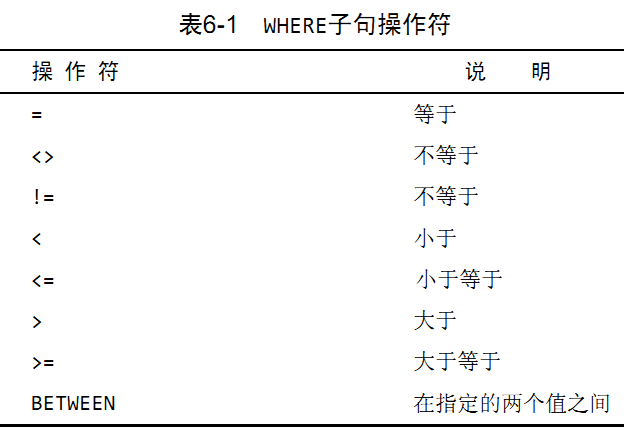 表6-1 WHERE子句操作符
操作符 说 明
= 等于
<> 不等于
!= 不等于
< 小于
<= 小于等于
> 大于
>= 大于等于
BETWEEN 在指定的两个值之间